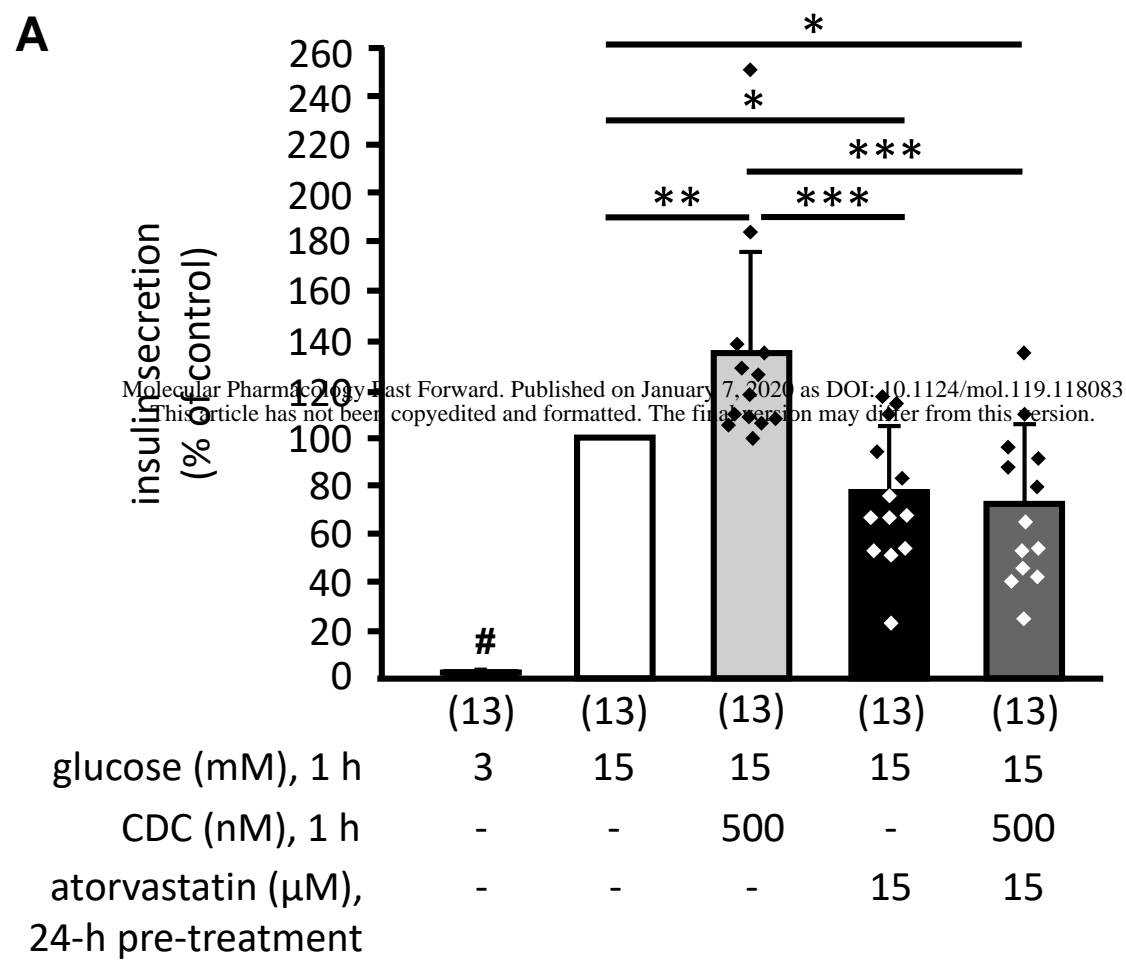 A
*
260
240
*
220
***
200
**
***
180
160
140
120
100
80
60
40
20
0
insulin secretion
(% of control)
Molecular Pharmacology Fast Forward. Published on January 7, 2020 as DOI: 10.1124/mol.119.118083
This article has not been copyedited and formatted. The final version may differ from this version.
#
(13) (13) (13) (13) (13)
glucose (mM), 1 h 3 15 15 15 15
CDC (nM), 1 h - - 500 - 500
atorvastatin (μM), - - - 15 15
24-h pre-treatment